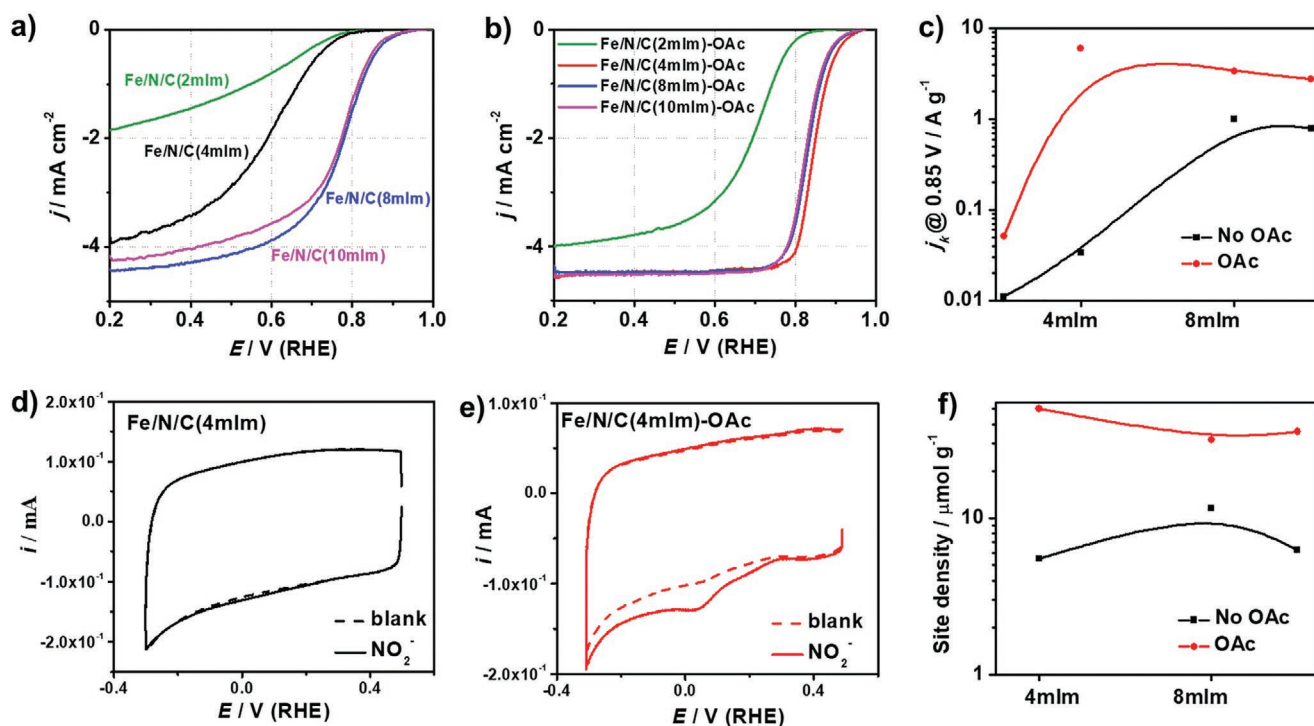 a)
0
-2
-4
j / mA cm-2
0.2 0.4 0.6 0.8 1.0
E / V (RHE)
Fe/N/C(2mIm)
Fe/N/C(4mIm)
Fe/N/C(8mIm)
Fe/N/C(10mIm)
b)
0
-2
-4
j / mA cm-2
0.2 0.4 0.6 0.8 1.0
E / V (RHE)
Fe/N/C(2mIm)-OAc
Fe/N/C(4mIm)-OAc
Fe/N/C(8mIm)-OAc
Fe/N/C(10mIm)-OAc
c)
10
1
0.1
0.01
jk @ 0.85 V / A g-1
No OAc
OAc
4mIm 8mIm
d)
2.0x10-1
1.0x10-1
0.0
-1.0x10-1
-2.0x10-1
i / mA
Fe/N/C(4mIm)
blank
NO2-
-0.4 0.0 0.4
E / V (RHE)
e)
1.0x10-1
0.0
-1.0x10-1
-2.0x10-1
i / mA
Fe/N/C(4mIm)-OAc
blank
NO2-
-0.4 0.0 0.4
E / V (RHE)
f)
10
1
Site density / μmol g-1
No OAc
OAc
4mIm 8mIm